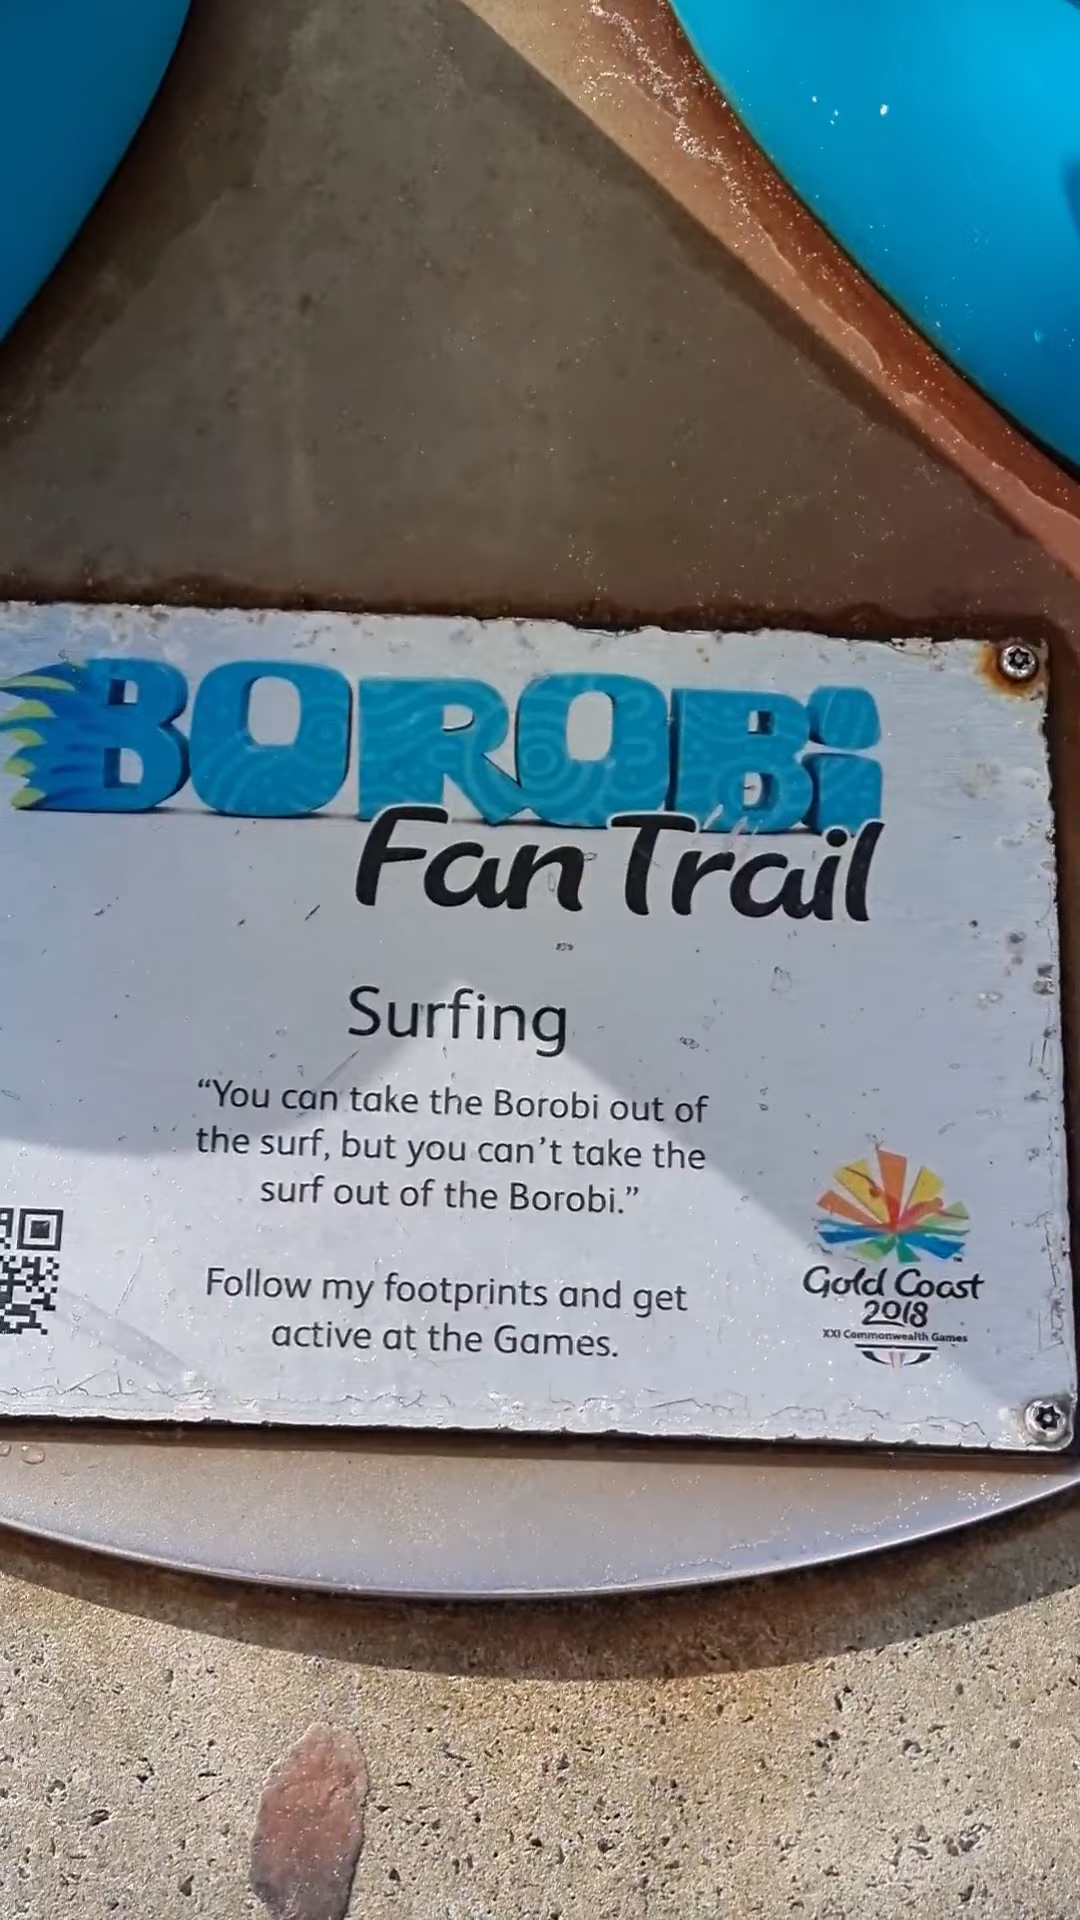 BOROBi
Fan Trail
Surfing
“You can take the Borobi out of
the surf, but you can’t take the
surf out of the Borobi.”
Follow my footprints and get
active at the Games.
Gold Coast
2018
XXI Commonwealth Games